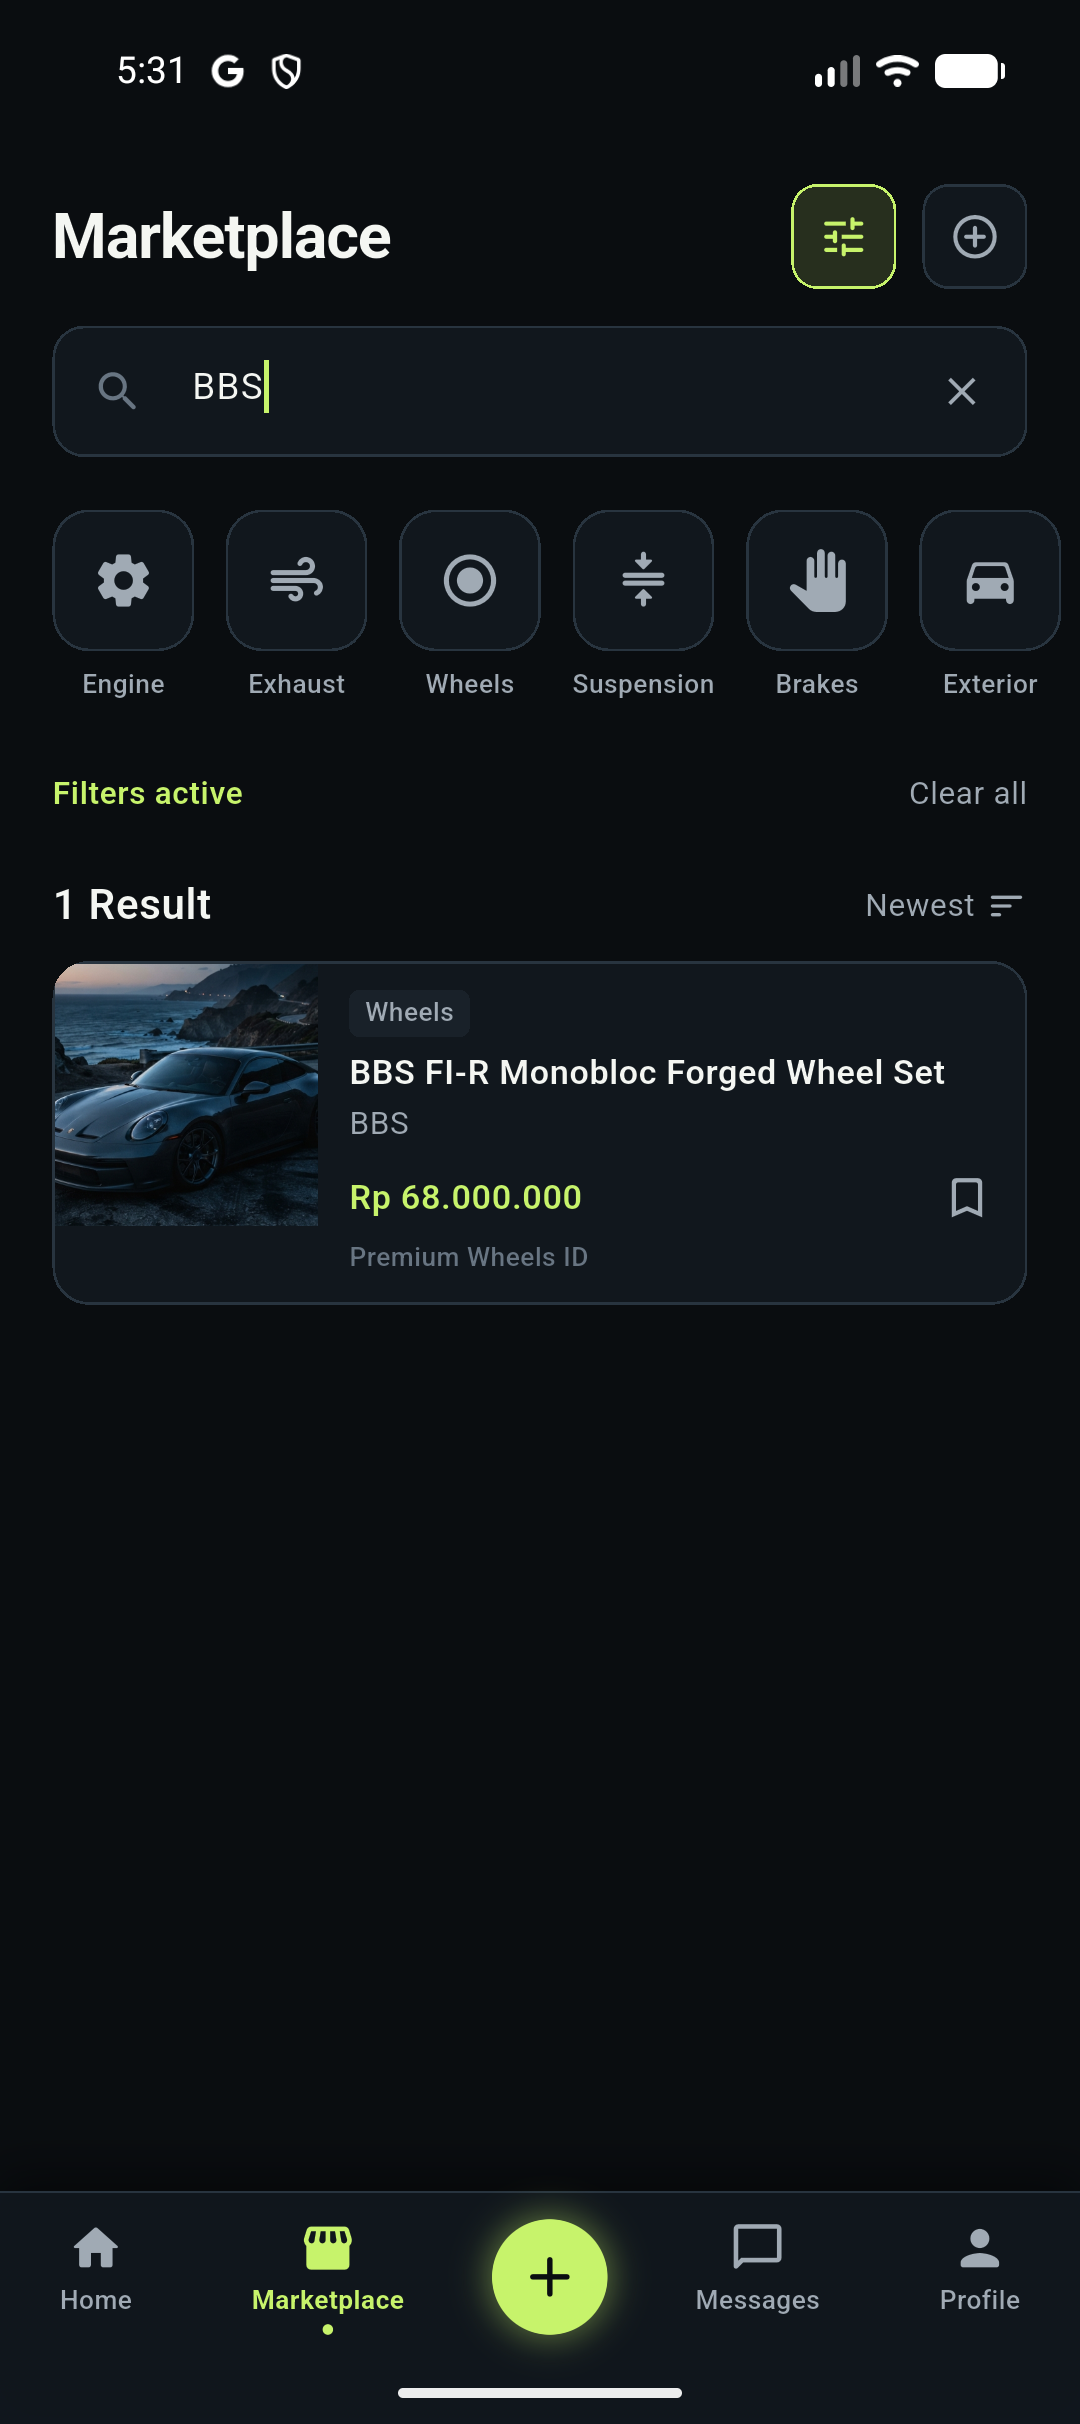 5:31
Marketplace
BBS
Engine
Exhaust
Wheels
Suspension
Brakes
Exterior
Filters active
Clear all
1 Result
Newest
Wheels
BBS FI-R Monobloc Forged Wheel Set
BBS
Rp 68.000.000
Premium Wheels ID
Home
Marketplace
Messages
Profile